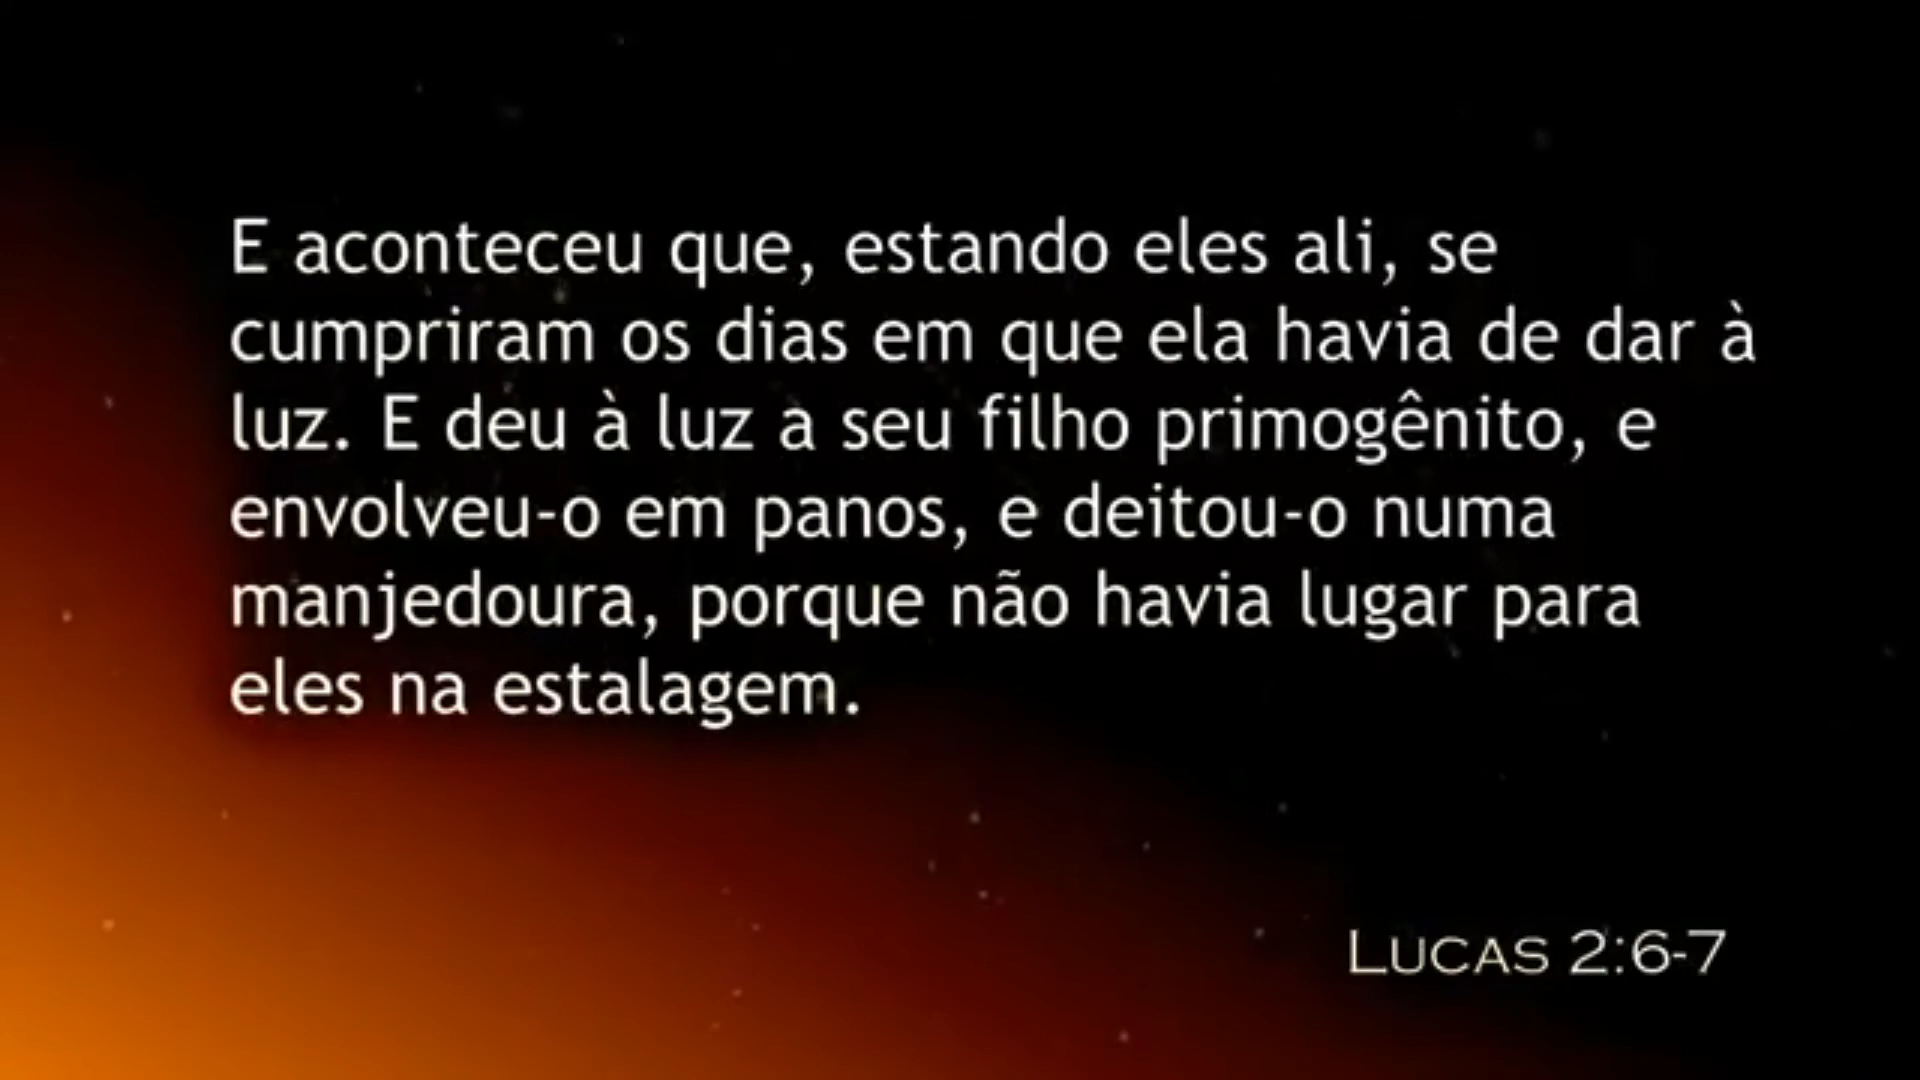 E aconteceu que, estando eles ali, se
cumpriram os dias em que ela havia de dar à
luz. E deu à luz a seu filho primogênito, e
envolveu-o em panos, e deitou-o numa
manjedoura, porque não havia lugar para
eles na estalagem.
LUCAS 2:6-7